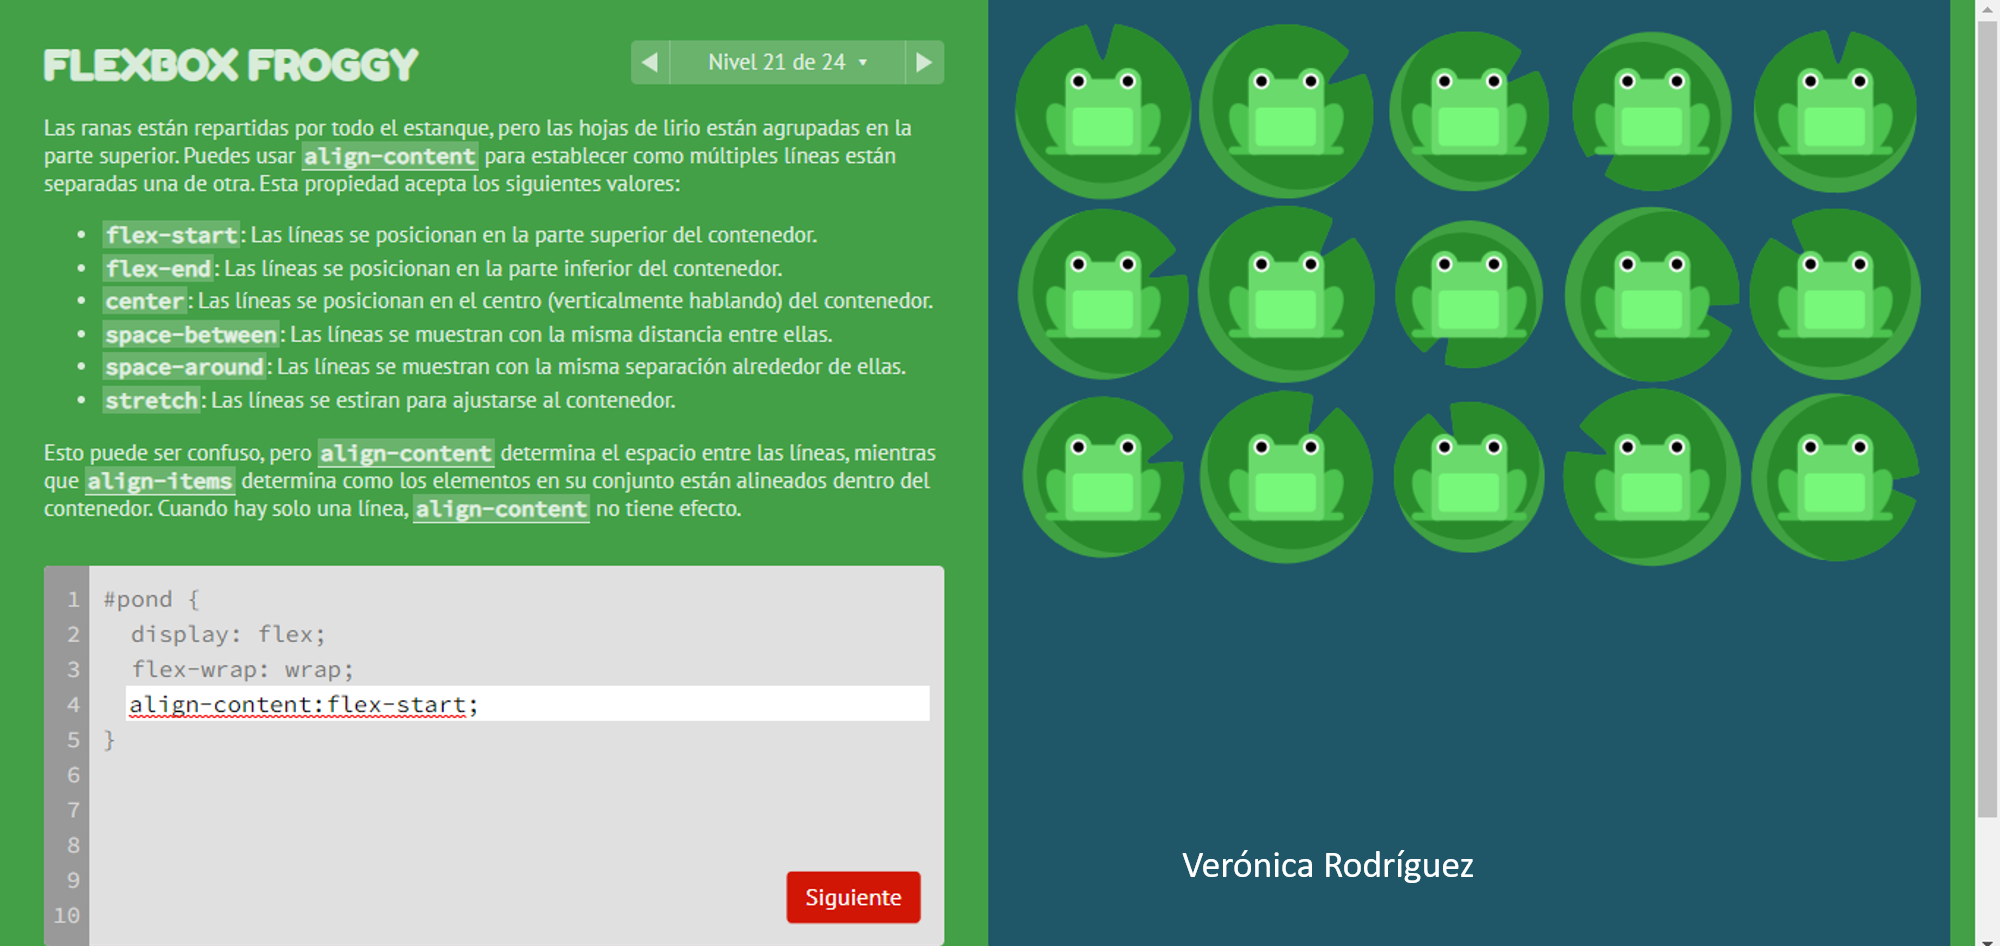 FLEXBOX FROGGY
Nivel 21 de 24
Las ranas están repartidas por todo el estanque, pero las hojas de lirio están agrupadas en la
parte superior. Puedes usar align-content para establecer como múltiples líneas están
separadas una de otra. Esta propiedad acepta los siguientes valores:
• flex-start: Las líneas se posicionan en la parte superior del contenedor.
• flex-end: Las líneas se posicionan en la parte inferior del contenedor.
• center: Las líneas se posicionan en el centro (verticalmente hablando) del contenedor.
• space-between: Las líneas se muestran con la misma distancia entre ellas.
• space-around: Las líneas se muestran con la misma separación alrededor de ellas.
• stretch: Las líneas se estiran para ajustarse al contenedor.
Esto puede ser confuso, pero align-content determina el espacio entre las líneas, mientras
que align-items determina como los elementos en su conjunto están alineados dentro del
contenedor. Cuando hay solo una línea, align-content no tiene efecto.
1 #pond {
2 display: flex;
3 flex-wrap: wrap;
4 align-content:flex-start;
5 }
6
7
8
9
10
Siguiente
Verónica Rodríguez